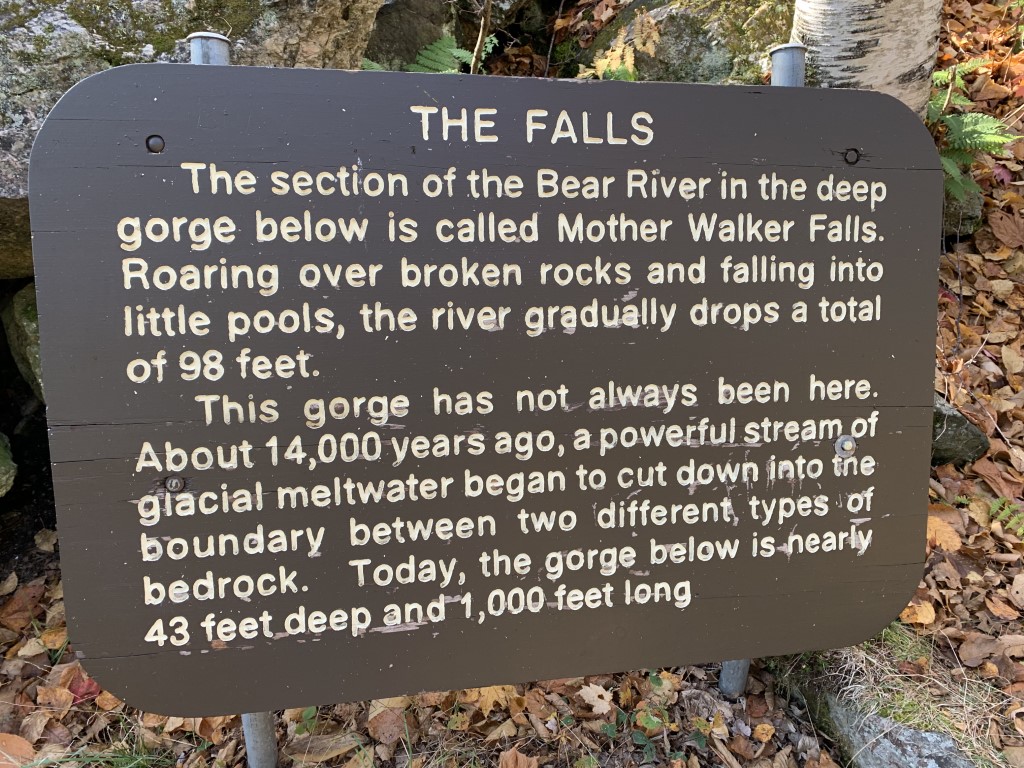 THE FALLS
The section of the Bear River in the deep
gorge below is called Mother Walker Falls.
Roaring over broken rocks and falling into
little pools, the river gradually drops a total
of 98 feet.
This gorge has not always been here.
About 14,000 years ago, a powerful stream of
glacial meltwater began to cut down into the
boundary between two different types of
bedrock. Today, the gorge below is nearly
43 feet deep and 1,000 feet long